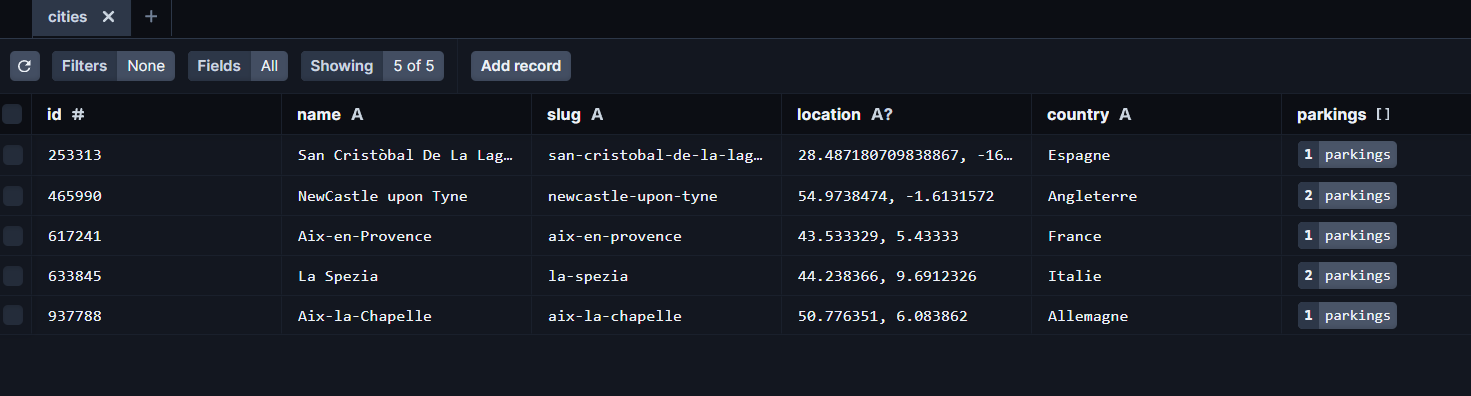 cities × +
Filters None Fields All Showing 5 of 5 Add record
id # name A slug A location A? country A parkings []
253313 San Cristòbal De La Lag… san-cristobal-de-la-lag… 28.487180709838867, -16… Espagne 1 parkings
465990 NewCastle upon Tyne newcastle-upon-tyne 54.9738474, -1.6131572 Angleterre 2 parkings
617241 Aix-en-Provence aix-en-provence 43.533329, 5.43333 France 1 parkings
633845 La Spezia la-spezia 44.238366, 9.6912326 Italie 2 parkings
937788 Aix-la-Chapelle aix-la-chapelle 50.776351, 6.083862 Allemagne 1 parkings